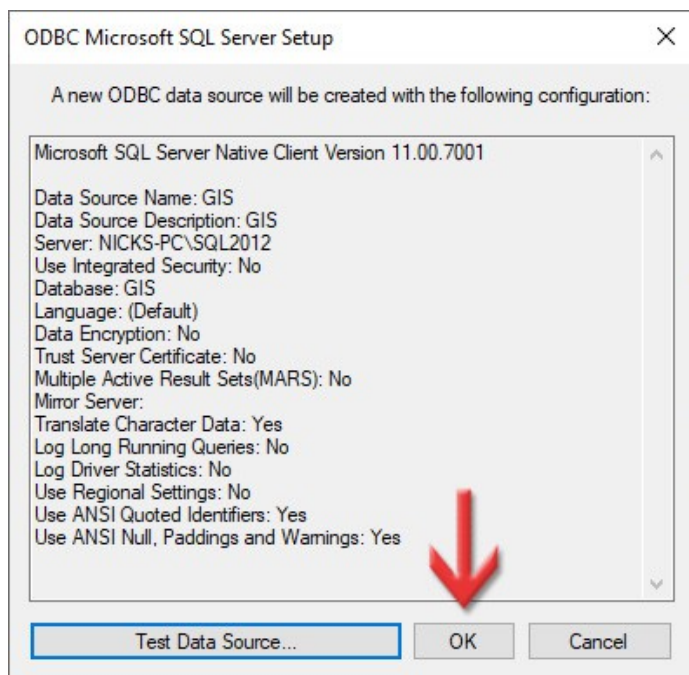 ODBC Microsoft SQL Server Setup
A new ODBC data source will be created with the following configuration:
Microsoft SQL Server Native Client Version 11.00.7001
Data Source Name: GIS
Data Source Description: GIS
Server: NICKS-PC\SQL2012
Use Integrated Security: No
Database: GIS
Language: (Default)
Data Encryption: No
Trust Server Certificate: No
Multiple Active Result Sets(MARS): No
Mirror Server:
Translate Character Data: Yes
Log Long Running Queries: No
Log Driver Statistics: No
Use Regional Settings: No
Use ANSI Quoted Identifiers: Yes
Use ANSI Null, Paddings and Warnings: Yes
Test Data Source... OK Cancel